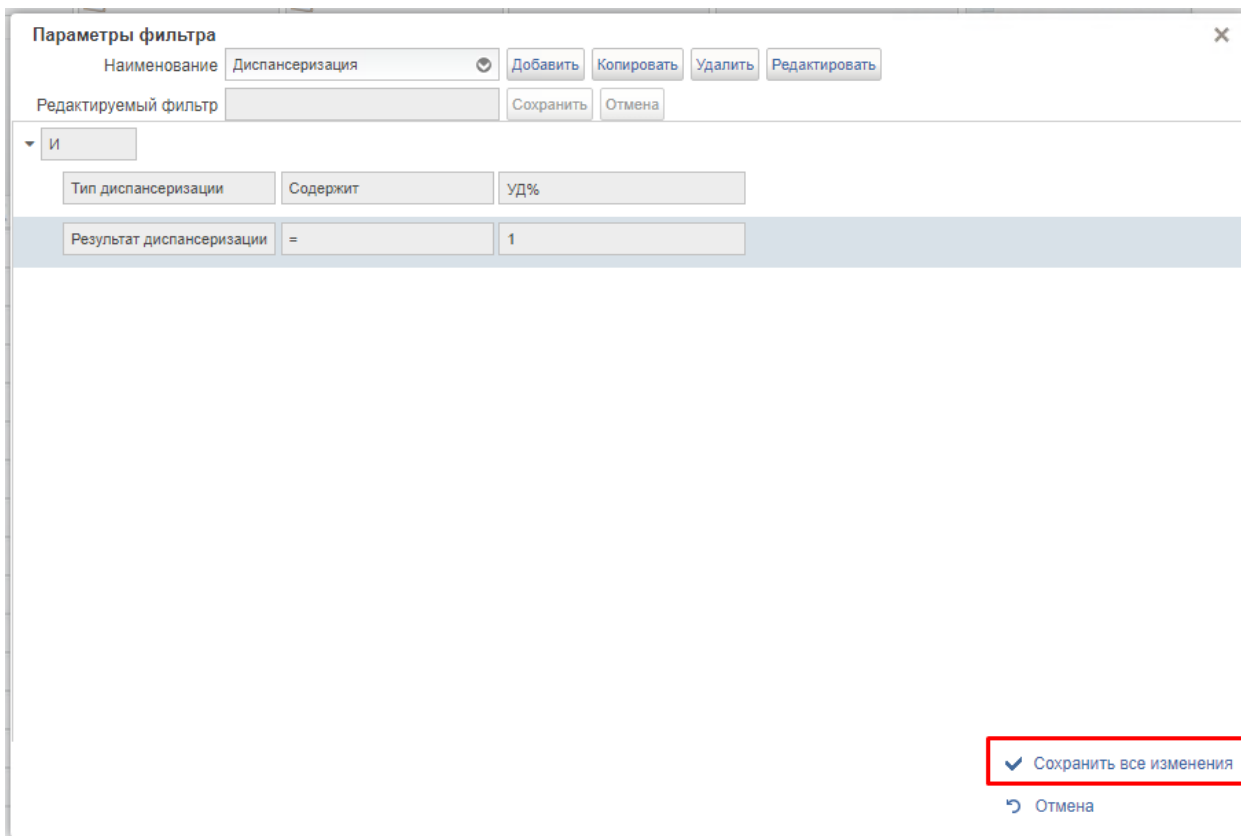 Параметры фильтра
Наименование Диспансеризация Добавить Копировать Удалить Редактировать
Редактируемый фильтр Сохранить Отмена
И
Тип диспансеризации Содержит УД%
Результат диспансеризации = 1
Сохранить все изменения
Отмена